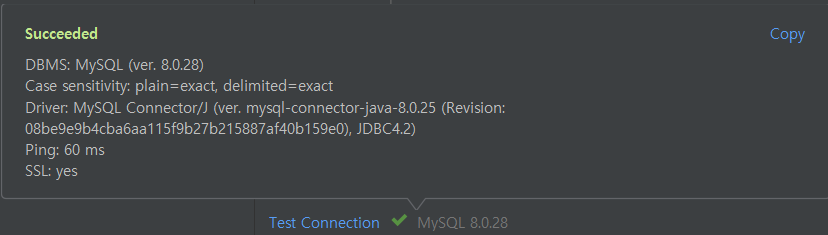 Succeeded
Copy
DBMS: MySQL (ver. 8.0.28)
Case sensitivity: plain=exact, delimited=exact
Driver: MySQL Connector/J (ver. mysql-connector-java-8.0.25 (Revision:
08be9e9b4cba6aa115f9b27b215887af40b159e0), JDBC4.2)
Ping: 60 ms
SSL: yes
Test Connection MySQL 8.0.28